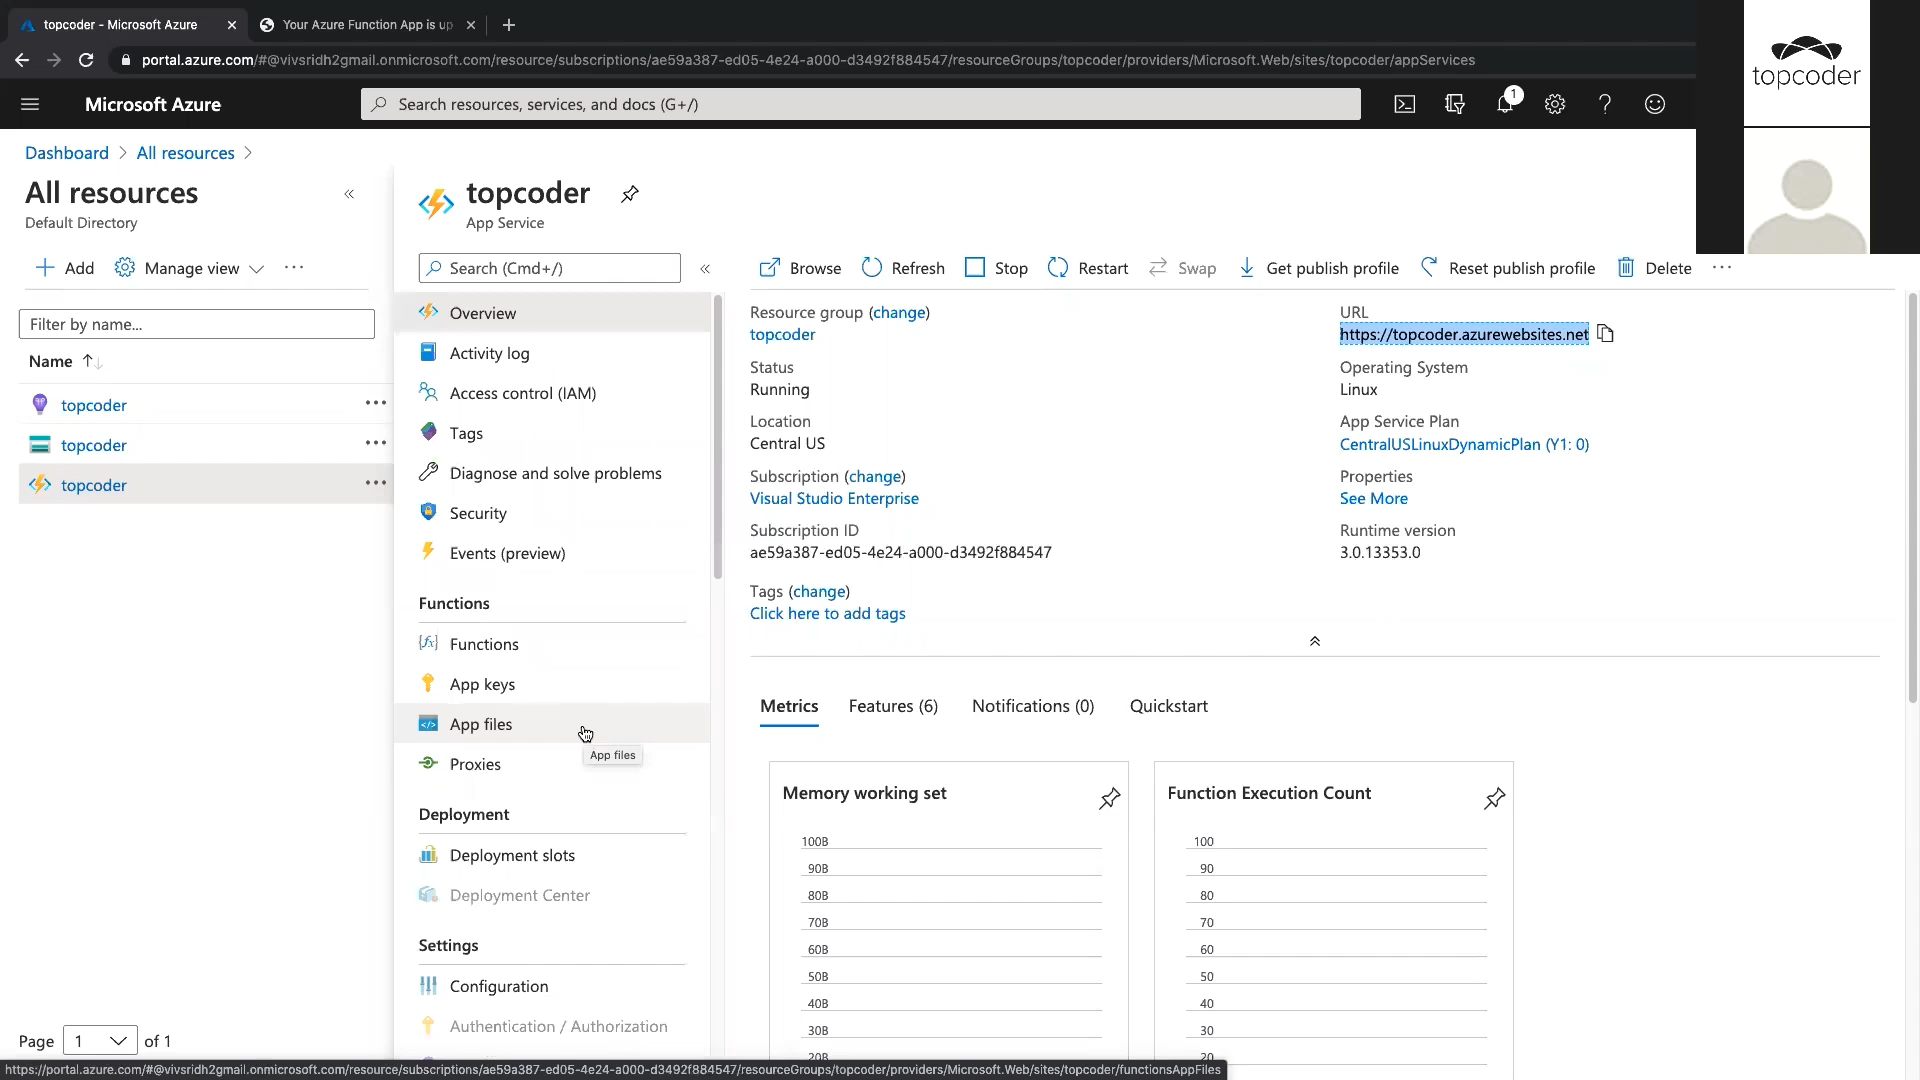 topcoder - Microsoft Azure
Your Azure Function App is up
portal.azure.com/#@vivsridh2gmail.onmicrosoft.com/resource/subscriptions/ae59a387-ed05-4e24-a000-d3492f884547/resourceGroups/topcoder/providers/Microsoft.Web/sites/topcoder/appServices
topcoder
Microsoft Azure
Search resources, services, and docs (G+/)
1
Dashboard > All resources >
All resources
Default Directory
Add
Manage view
Filter by name...
Name
topcoder
topcoder
topcoder
Page 1 of 1
topcoder
App Service
Search (Cmd+/)
Overview
Activity log
Access control (IAM)
Tags
Diagnose and solve problems
Security
Events (preview)
Functions
Functions
App keys
App files
App files
Proxies
Deployment
Deployment slots
Deployment Center
Settings
Configuration
Authentication / Authorization
Browse
Refresh
Stop
Restart
Swap
Get publish profile
Reset publish profile
Delete
Resource group (change)
topcoder
Status
Running
Location
Central US
Subscription (change)
Visual Studio Enterprise
Subscription ID
ae59a387-ed05-4e24-a000-d3492f884547
Tags (change)
Click here to add tags
URL
https://topcoder.azurewebsites.net
Operating System
Linux
App Service Plan
CentralUSLinuxDynamicPlan (Y1: 0)
Properties
See More
Runtime version
3.0.13353.0
Metrics
Features (6)
Notifications (0)
Quickstart
Memory working set
100B
90B
80B
70B
60B
50B
40B
30B
20B
Function Execution Count
100
90
80
70
60
50
40
30
20
https://portal.azure.com/#@vivsridh2gmail.onmicrosoft.com/resource/subscriptions/ae59a387-ed05-4e24-a000-d3492f884547/resourceGroups/topcoder/providers/Microsoft.Web/sites/topcoder/functionsAppFiles